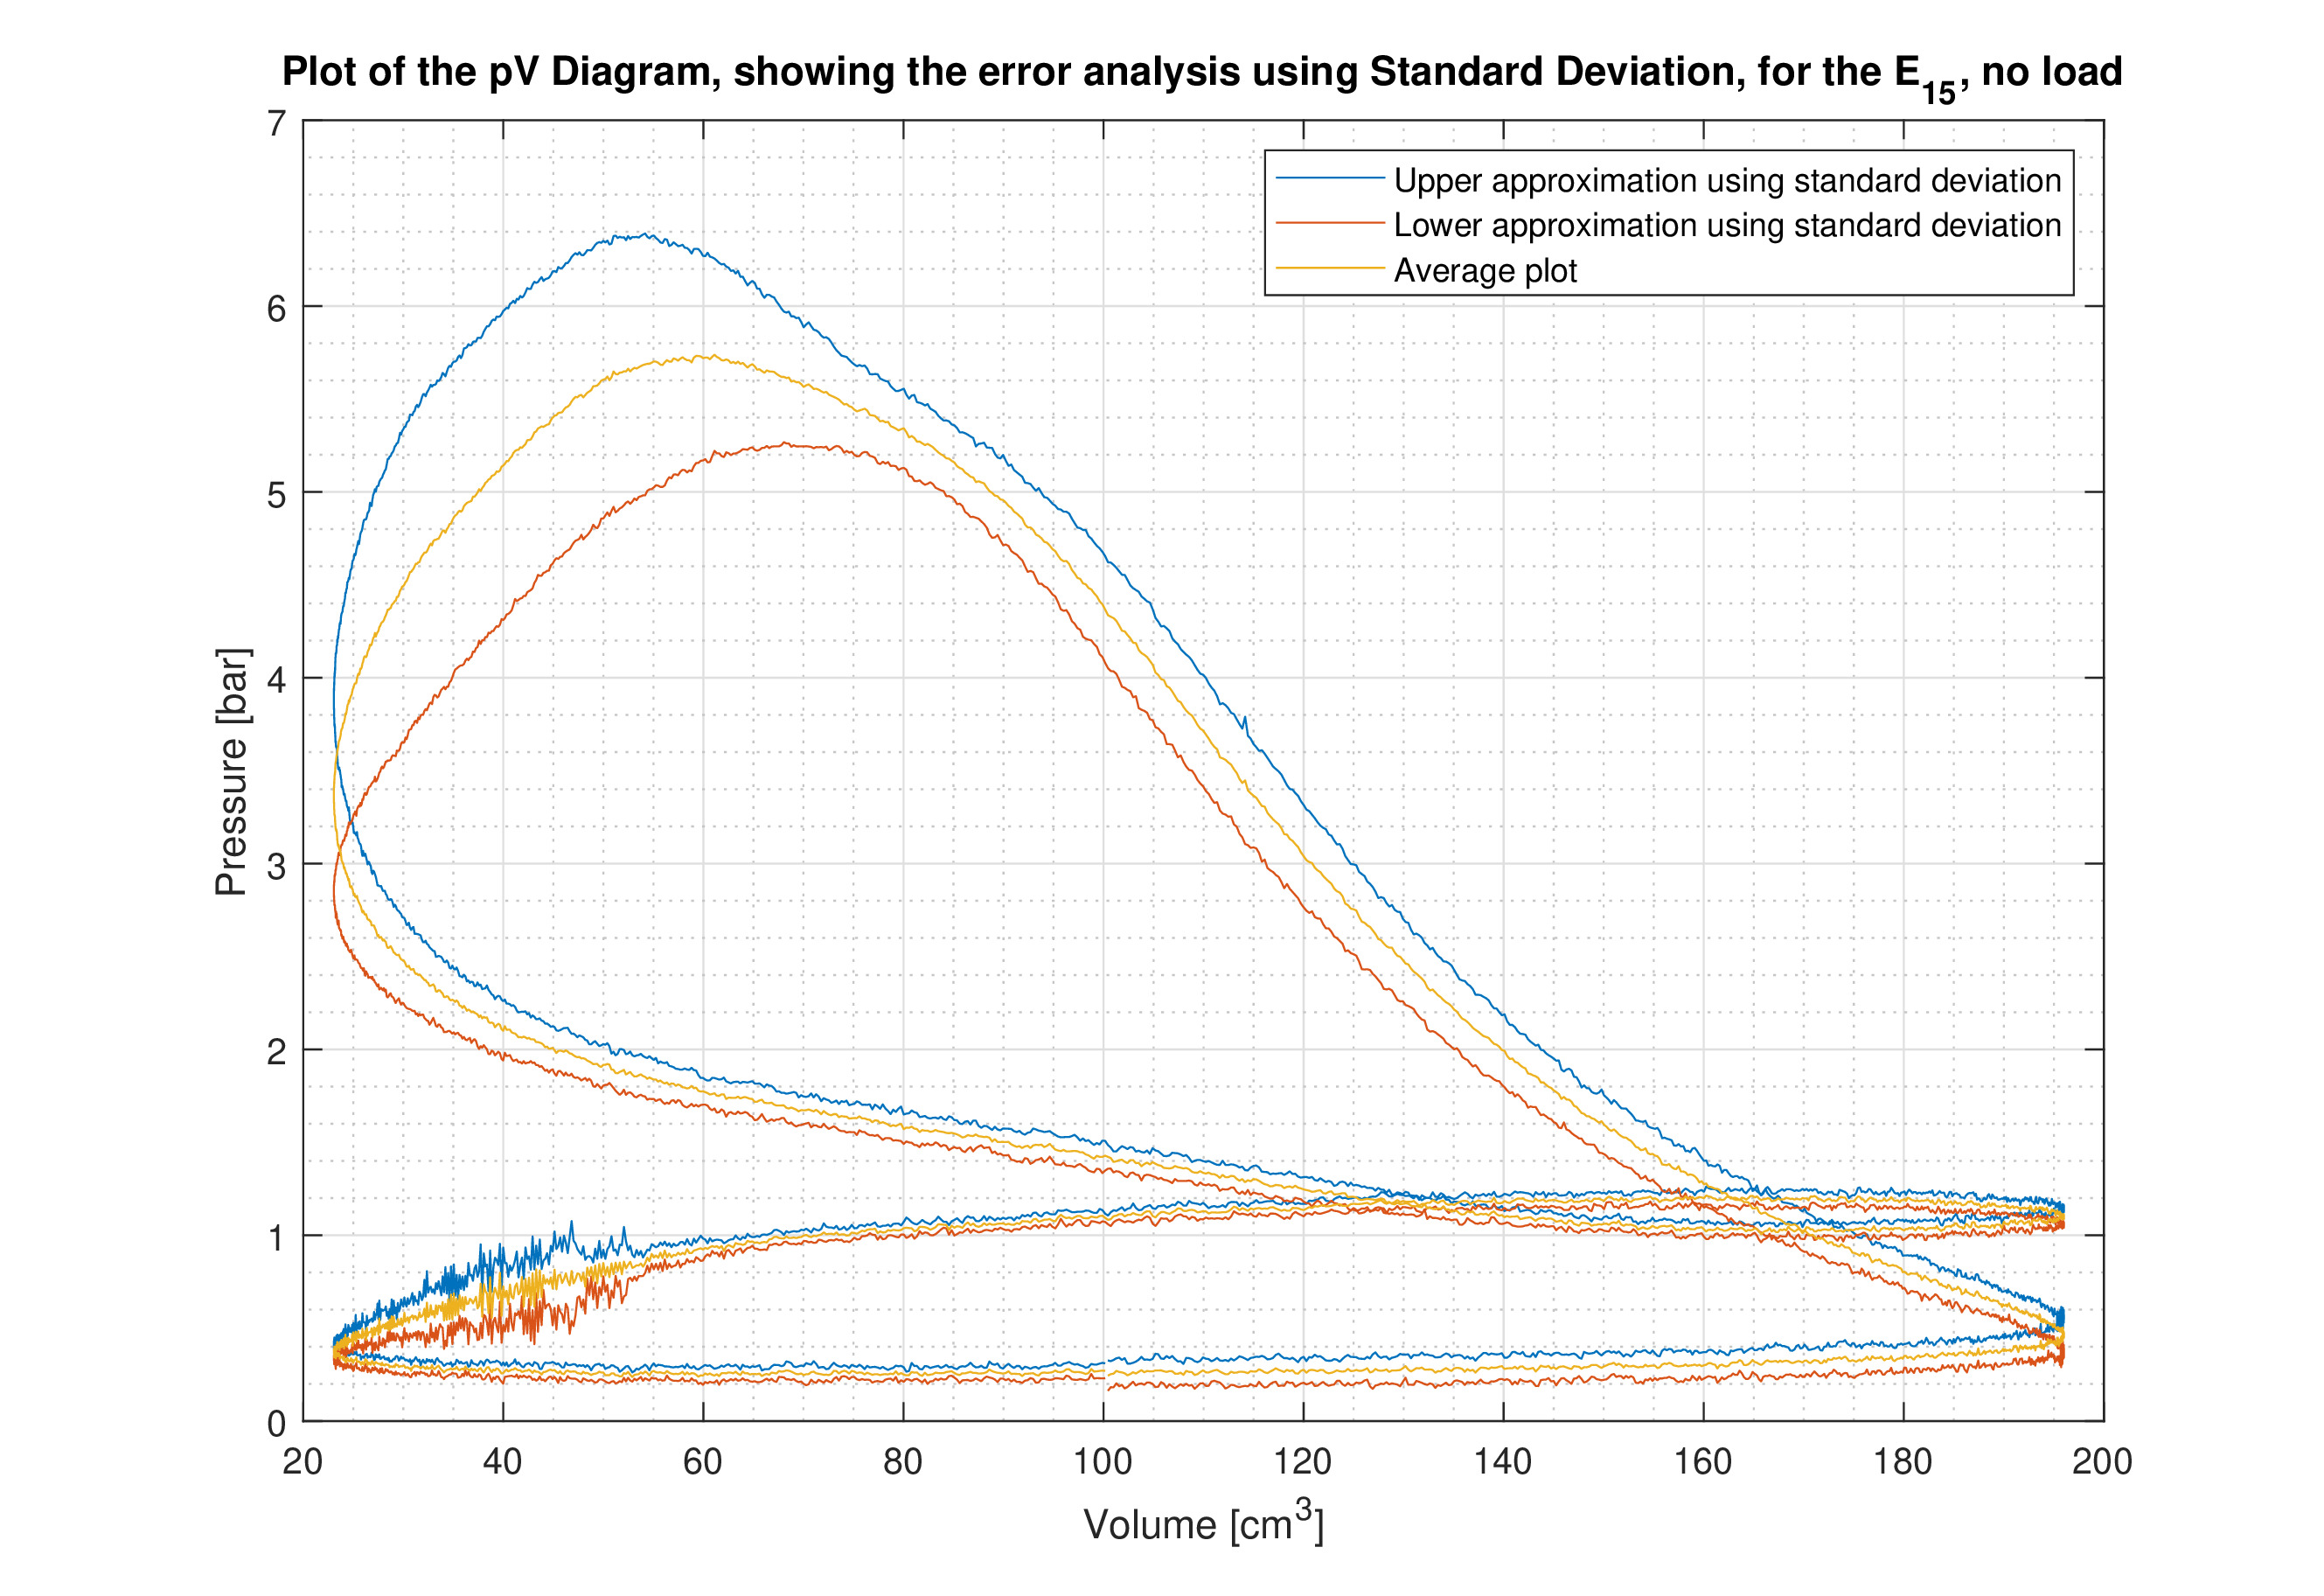 Plot of the pV Diagram, showing the error analysis using Standard Deviation, for the E15, no load
Upper approximation using standard deviation
Lower approximation using standard deviation
Average plot
7
6
5
4
3
2
1
0
Pressure [bar]
20 40 60 80 100 120 140 160 180 200
Volume [cm3]